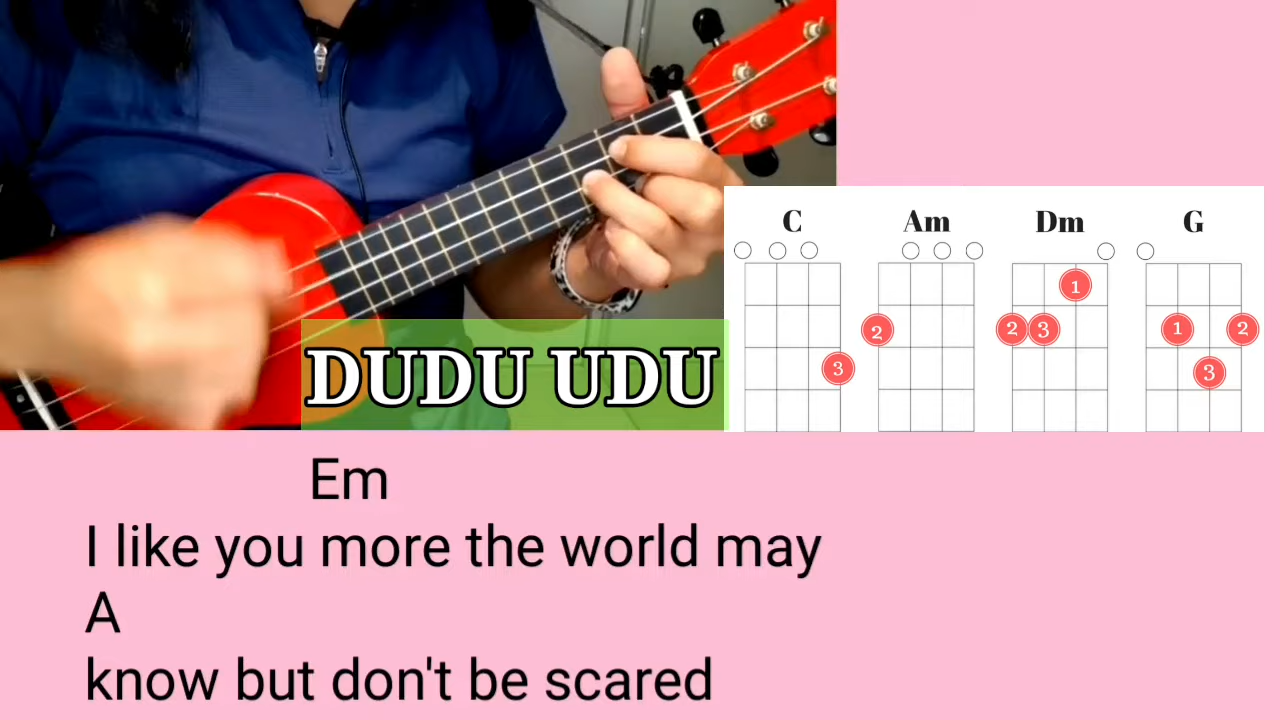 C Am Dm G
1
2 2 3 1 2
3 3
DUDU UDU
Em
I like you more the world may
A
know but don't be scared